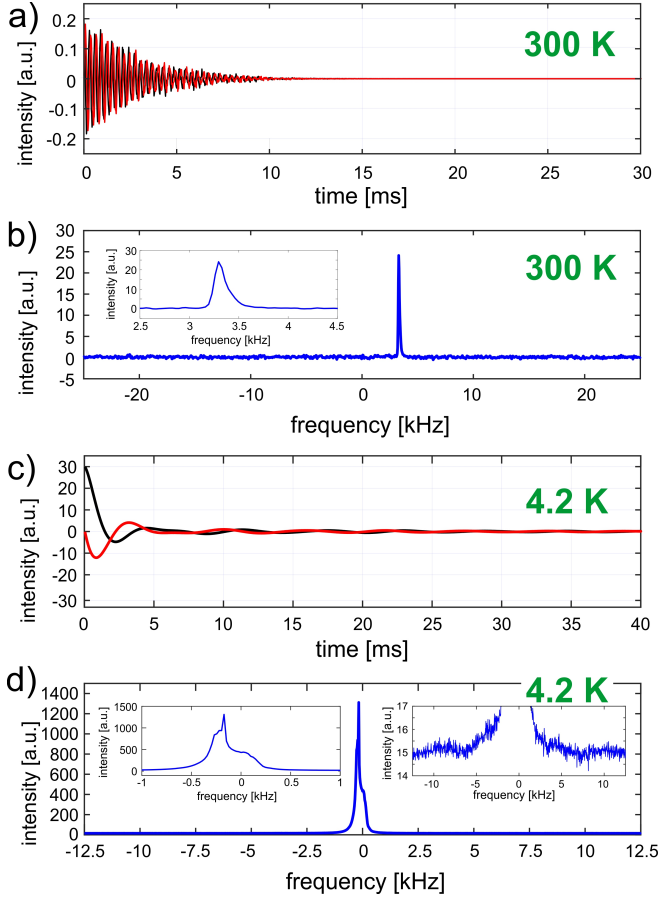 a)
300 K
intensity [a.u.]
0.2
0.1
0
-0.1
-0.2
0 5 10 15 20 25 30
time [ms]
b)
300 K
intensity [a.u.]
30
25
20
15
10
5
0
-5
-20 -10 0 10 20
frequency [kHz]
intensity [a.u.]
30
20
10
0
2.5 3 3.5 4 4.5
frequency [kHz]
c)
4.2 K
intensity [a.u.]
30
20
10
0
-10
-20
-30
0 5 10 15 20 25 30 35 40
time [ms]
d)
4.2 K
intensity [a.u.]
1400
1200
1000
800
600
400
200
0
-12.5 -10 -7.5 -5 -2.5 0 2.5 5 7.5 10 12.5
frequency [kHz]
intensity [a.u.]
1500
1000
500
0
-1 -0.5 0 0.5 1
frequency [kHz]
intensity [a.u.]
17
16
15
14
-10 -5 0 5 10
frequency [kHz]